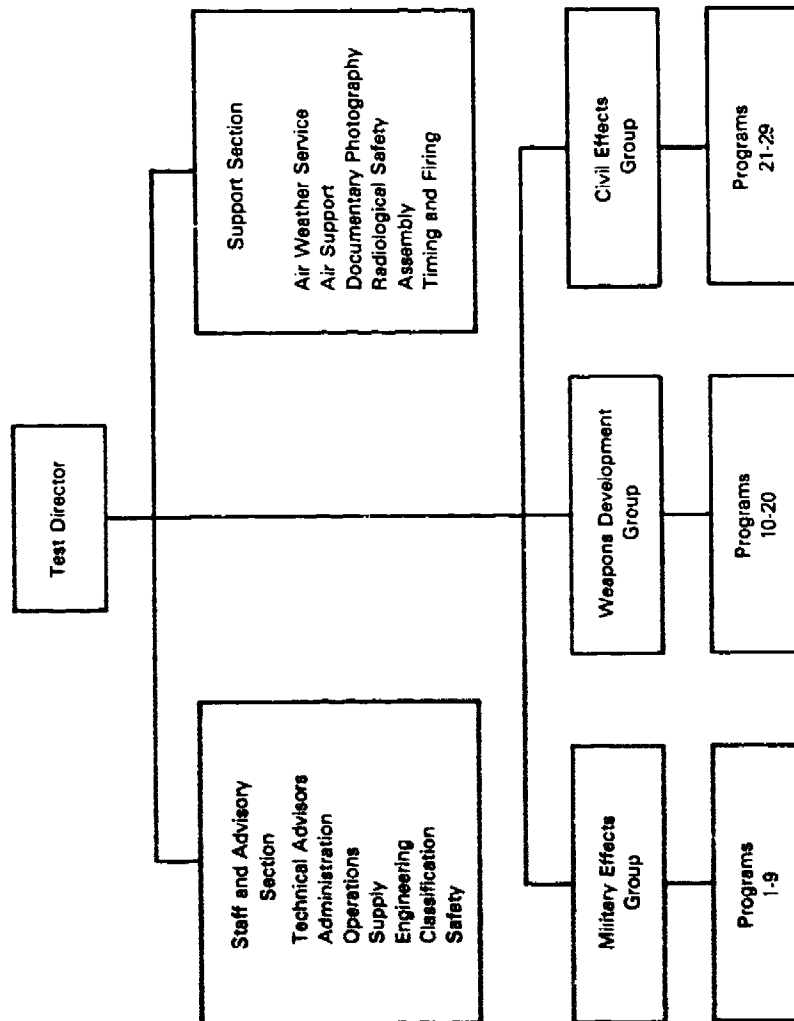 Test Director
Staff and Advisory
Section
Technical Advisors
Administration
Operations
Supply
Engineering
Classification
Safety
Support Section
Air Weather Service
Air Support
Documentary Photography
Radiological Safety
Assembly
Timing and Firing
Military Effects
Group
Weapons Development
Group
Civil Effects
Group
Programs
1-9
Programs
10-20
Programs
21-29